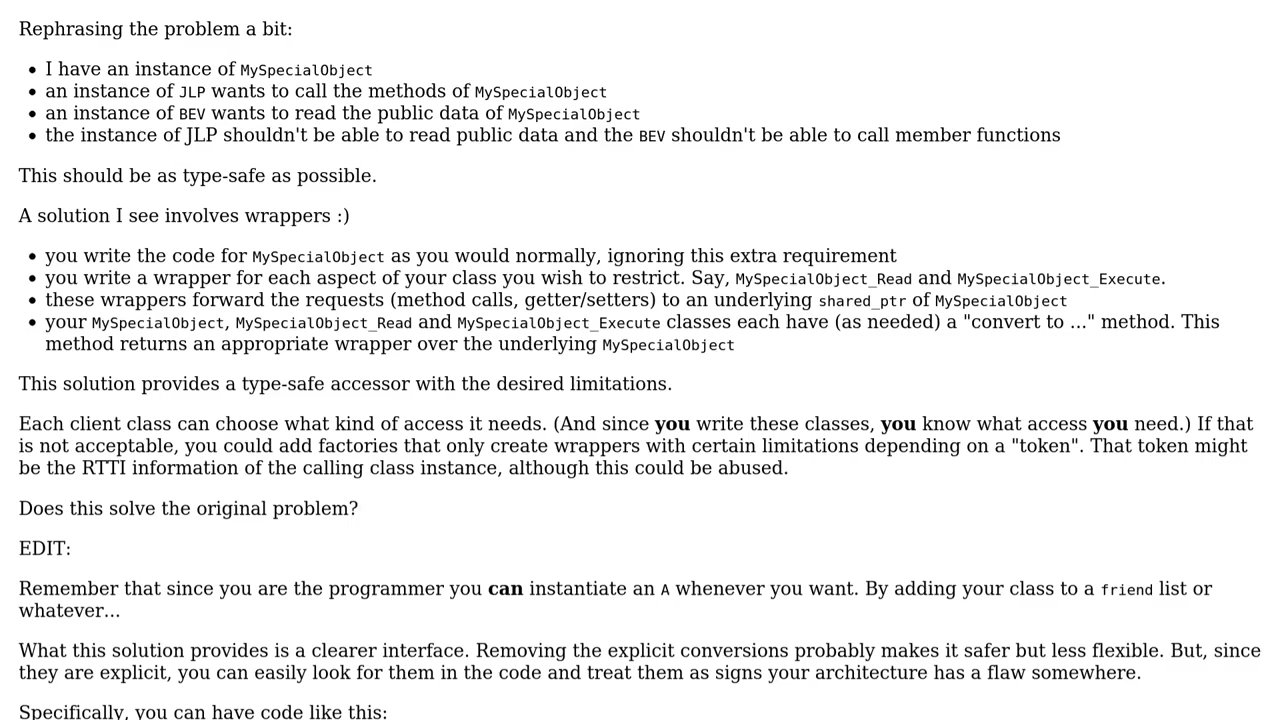 Rephrasing the problem a bit:
• I have an instance of MySpecialObject
• an instance of JLP wants to call the methods of MySpecialObject
• an instance of BEV wants to read the public data of MySpecialObject
• the instance of JLP shouldn't be able to read public data and the BEV shouldn't be able to call member functions
This should be as type-safe as possible.
A solution I see involves wrappers :)
• you write the code for MySpecialObject as you would normally, ignoring this extra requirement
• you write a wrapper for each aspect of your class you wish to restrict. Say, MySpecialObject_Read and MySpecialObject_Execute.
• these wrappers forward the requests (method calls, getter/setters) to an underlying shared_ptr of MySpecialObject
• your MySpecialObject, MySpecialObject_Read and MySpecialObject_Execute classes each have (as needed) a "convert to ..." method. This
method returns an appropriate wrapper over the underlying MySpecialObject
This solution provides a type-safe accessor with the desired limitations.
Each client class can choose what kind of access it needs. (And since you write these classes, you know what access you need.) If that
is not acceptable, you could add factories that only create wrappers with certain limitations depending on a "token". That token might
be the RTTI information of the calling class instance, although this could be abused.
Does this solve the original problem?
EDIT:
Remember that since you are the programmer you can instantiate an A whenever you want. By adding your class to a friend list or
whatever...
What this solution provides is a clearer interface. Removing the explicit conversions probably makes it safer but less flexible. But, since
they are explicit, you can easily look for them in the code and treat them as signs your architecture has a flaw somewhere.
Specifically, you can have code like this: